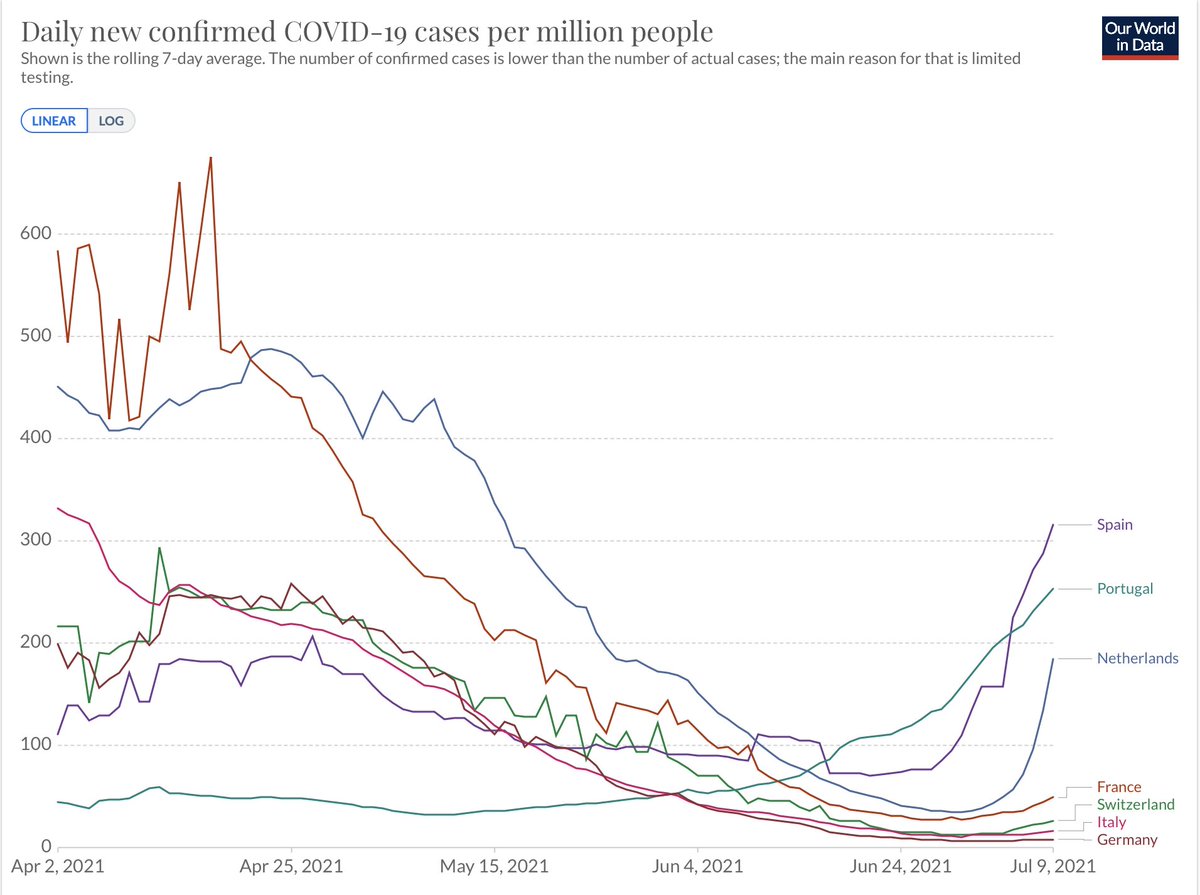 Daily new confirmed COVID-19 cases per million people
Our World
in Data
Shown is the rolling 7-day average. The number of confirmed cases is lower than the number of actual cases; the main reason for that is limited
testing.
LINEAR LOG
600
500
400
300
200
100
0
Spain
Portugal
Netherlands
France
Switzerland
Italy
Germany
Apr 2, 2021 Apr 25, 2021 May 15, 2021 Jun 4, 2021 Jun 24, 2021 Jul 9, 2021